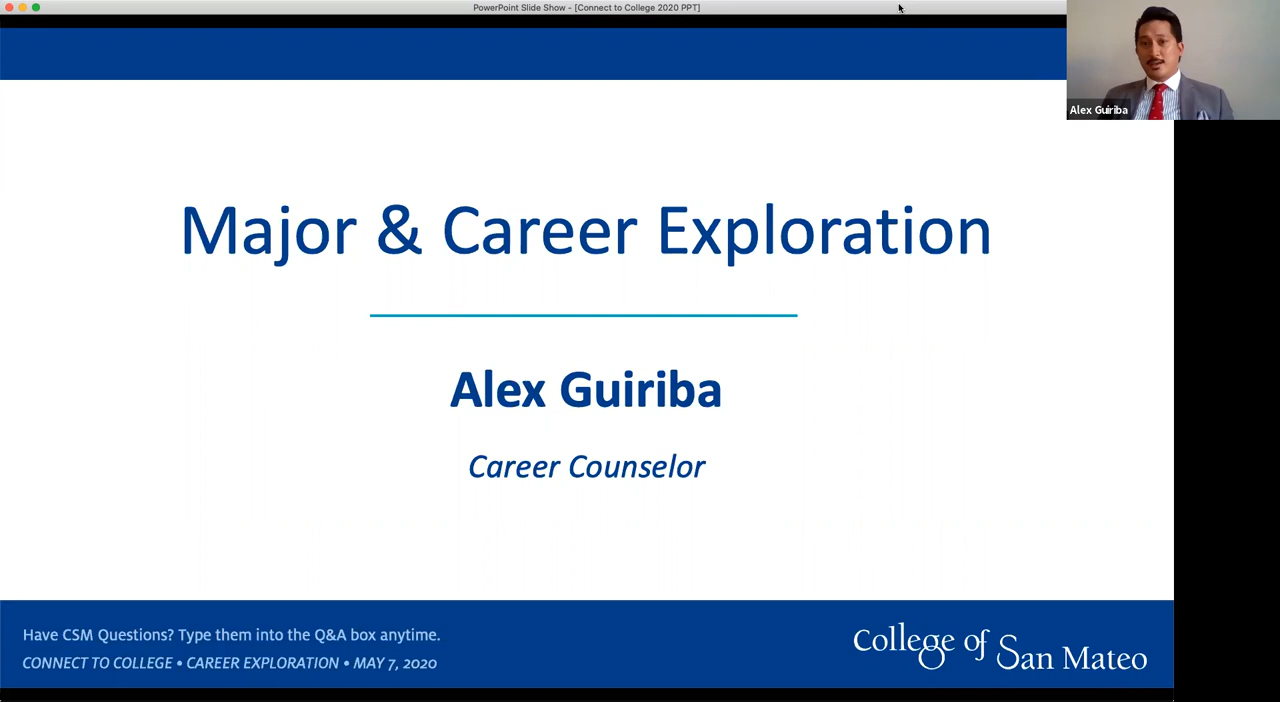 PowerPoint Slide Show - [Connect to College 2020 PPT]
Alex Guiriba
Major & Career Exploration
Alex Guiriba
Career Counselor
Have CSM Questions? Type them into the Q&A box anytime.
CONNECT TO COLLEGE • CAREER EXPLORATION • MAY 7, 2020
College of San Mateo